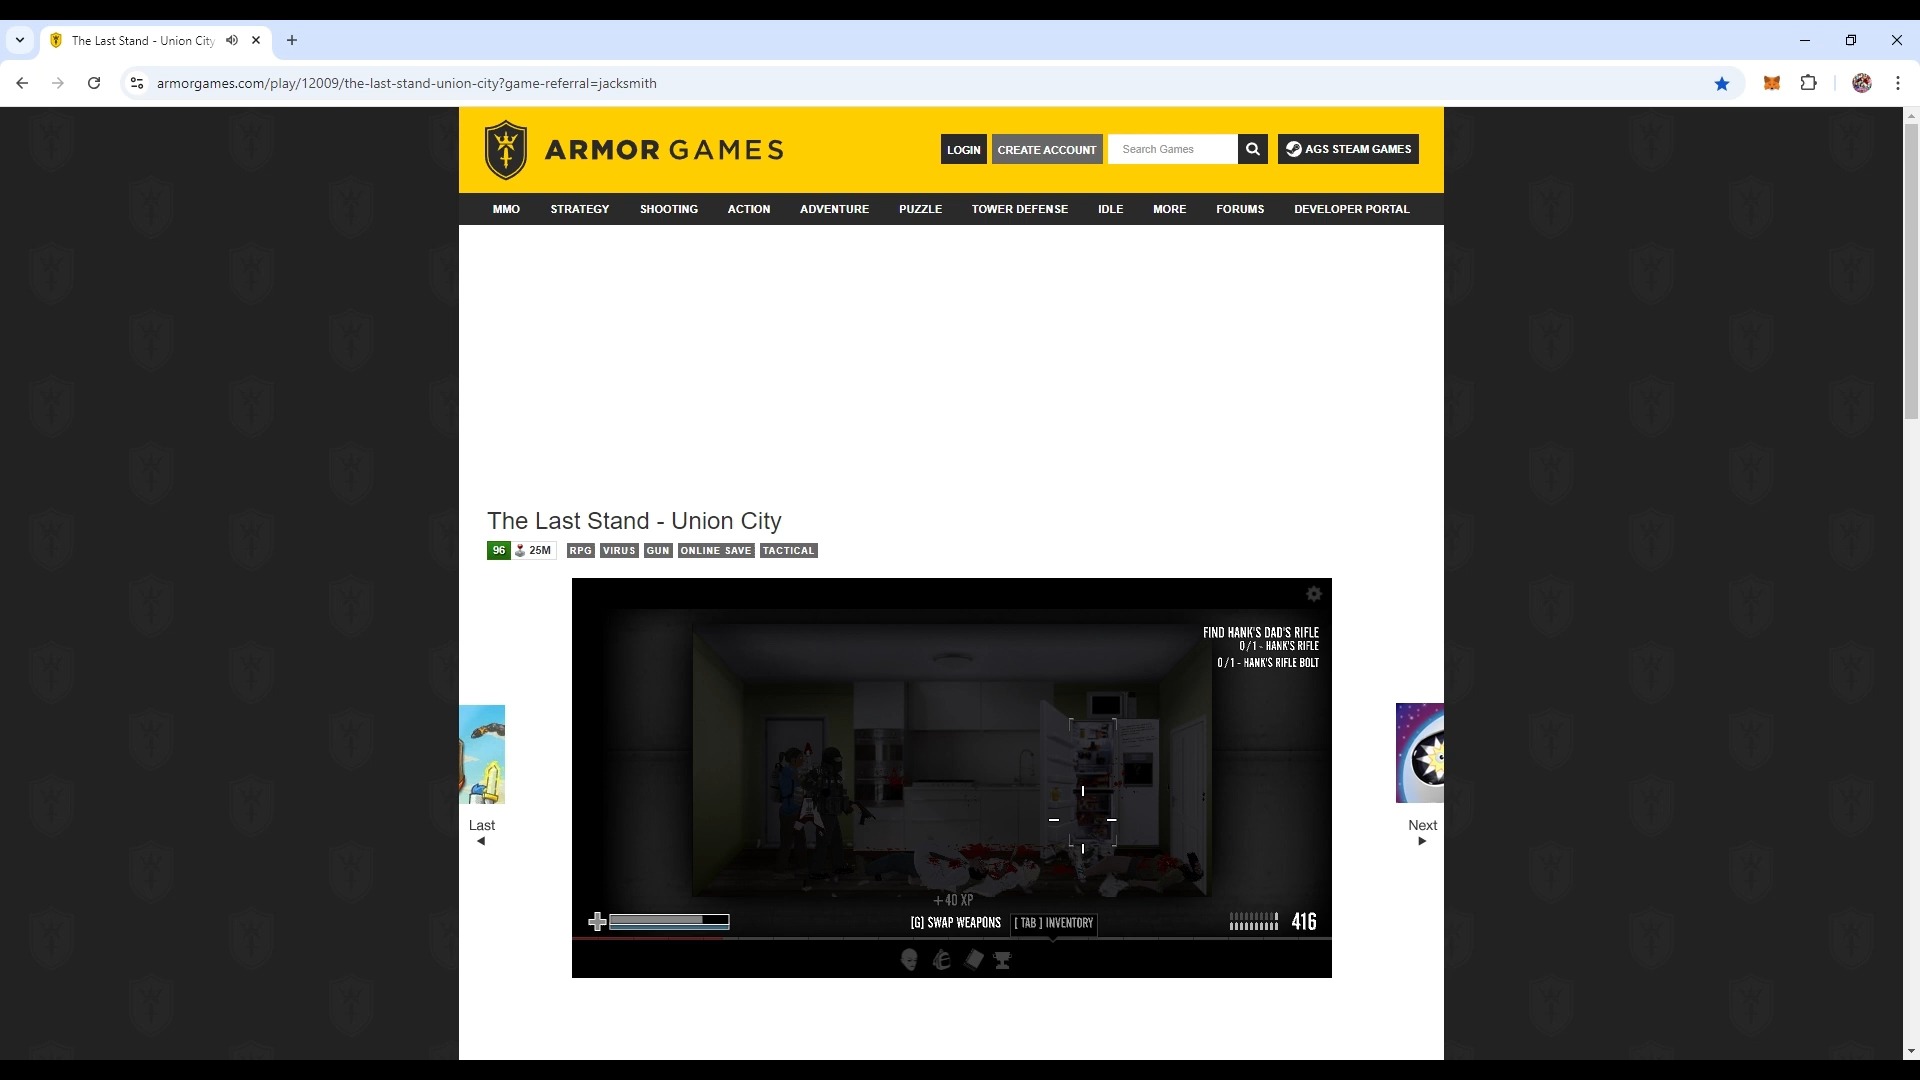 The Last Stand - Union City
armorgames.com/play/12009/the-last-stand-union-city?game-referral=jacksmith
ARMOR GAMES
LOGIN
CREATE ACCOUNT
Search Games
AGS STEAM GAMES
MMO
STRATEGY
SHOOTING
ACTION
ADVENTURE
PUZZLE
TOWER DEFENSE
IDLE
MORE
FORUMS
DEVELOPER PORTAL
The Last Stand - Union City
96
25M
RPG
VIRUS
GUN
ONLINE SAVE
TACTICAL
FIND HANK'S DAD'S RIFLE
0/1 - HANK'S RIFLE
0/1 - HANK'S RIFLE BOLT
Last
Next
+40 XP
[G] SWAP WEAPONS
[ TAB ] INVENTORY
416